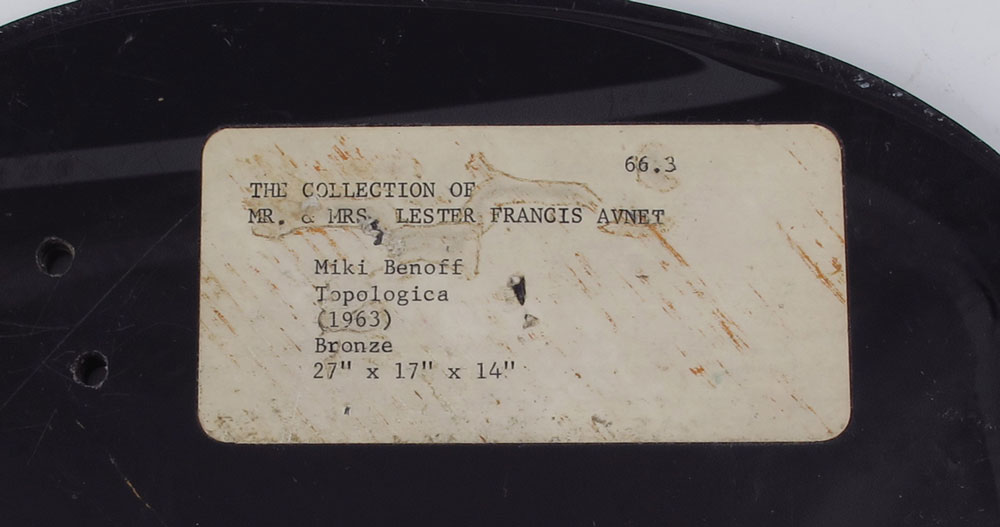 66.3
THE COLLECTION OF
MR. & MRS. LESTER FRANCIS AVNET
Miki Benoff
Topologica
(1963)
Bronze
27" x 17" x 14"